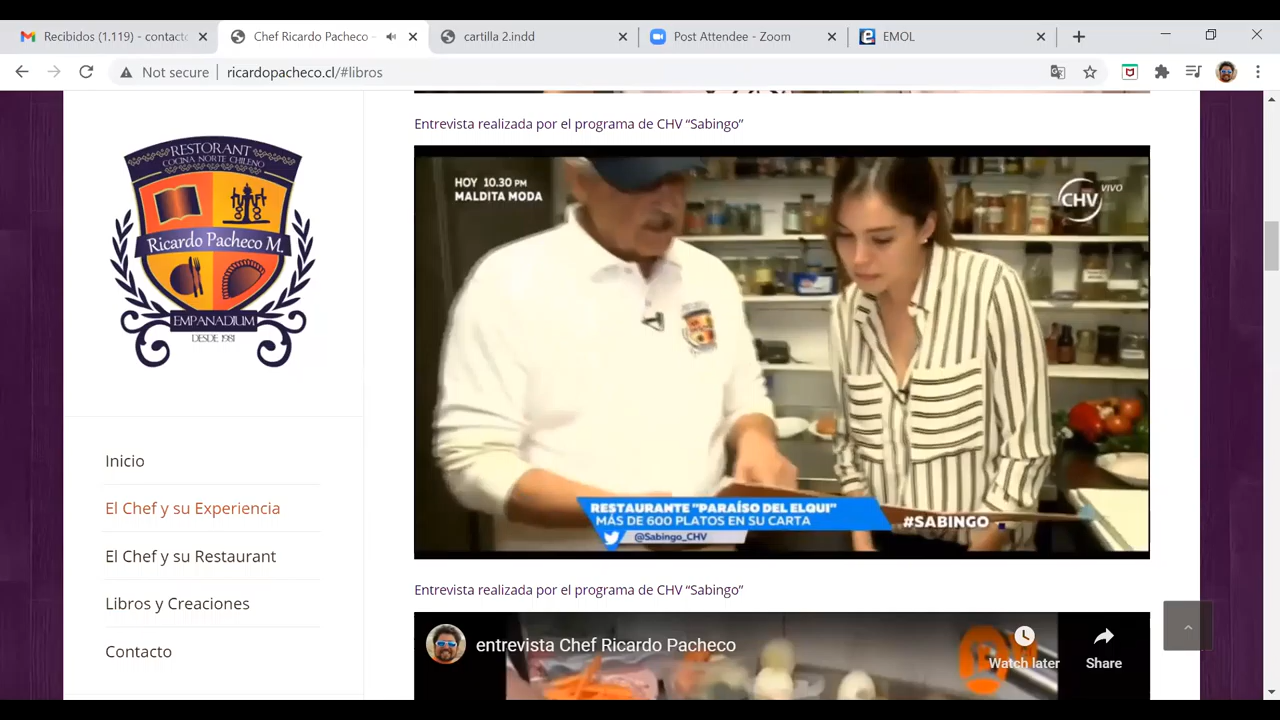 Recibidos (1.119) - contacto
Chef Ricardo Pacheco -
cartilla 2.indd
Post Attendee - Zoom
EMOL
Not secure
ricardopacheco.cl/#libros
Entrevista realizada por el programa de CHV “Sabingo”
RESTORANT
COCINA NORTE CHILENO
Ricardo Pacheco M.
EMPANADIUM
DESDE 1981
HOY 10.30 PM
MALDITA MODA
CHV VIVO
RESTAURANTE "PARAÍSO DEL ELQUI"
MÁS DE 600 PLATOS EN SU CARTA
#SABINGO
@Sabingo_CHV
Inicio
El Chef y su Experiencia
El Chef y su Restaurant
Libros y Creaciones
Contacto
Entrevista realizada por el programa de CHV “Sabingo”
entrevista Chef Ricardo Pacheco
Watch later
Share